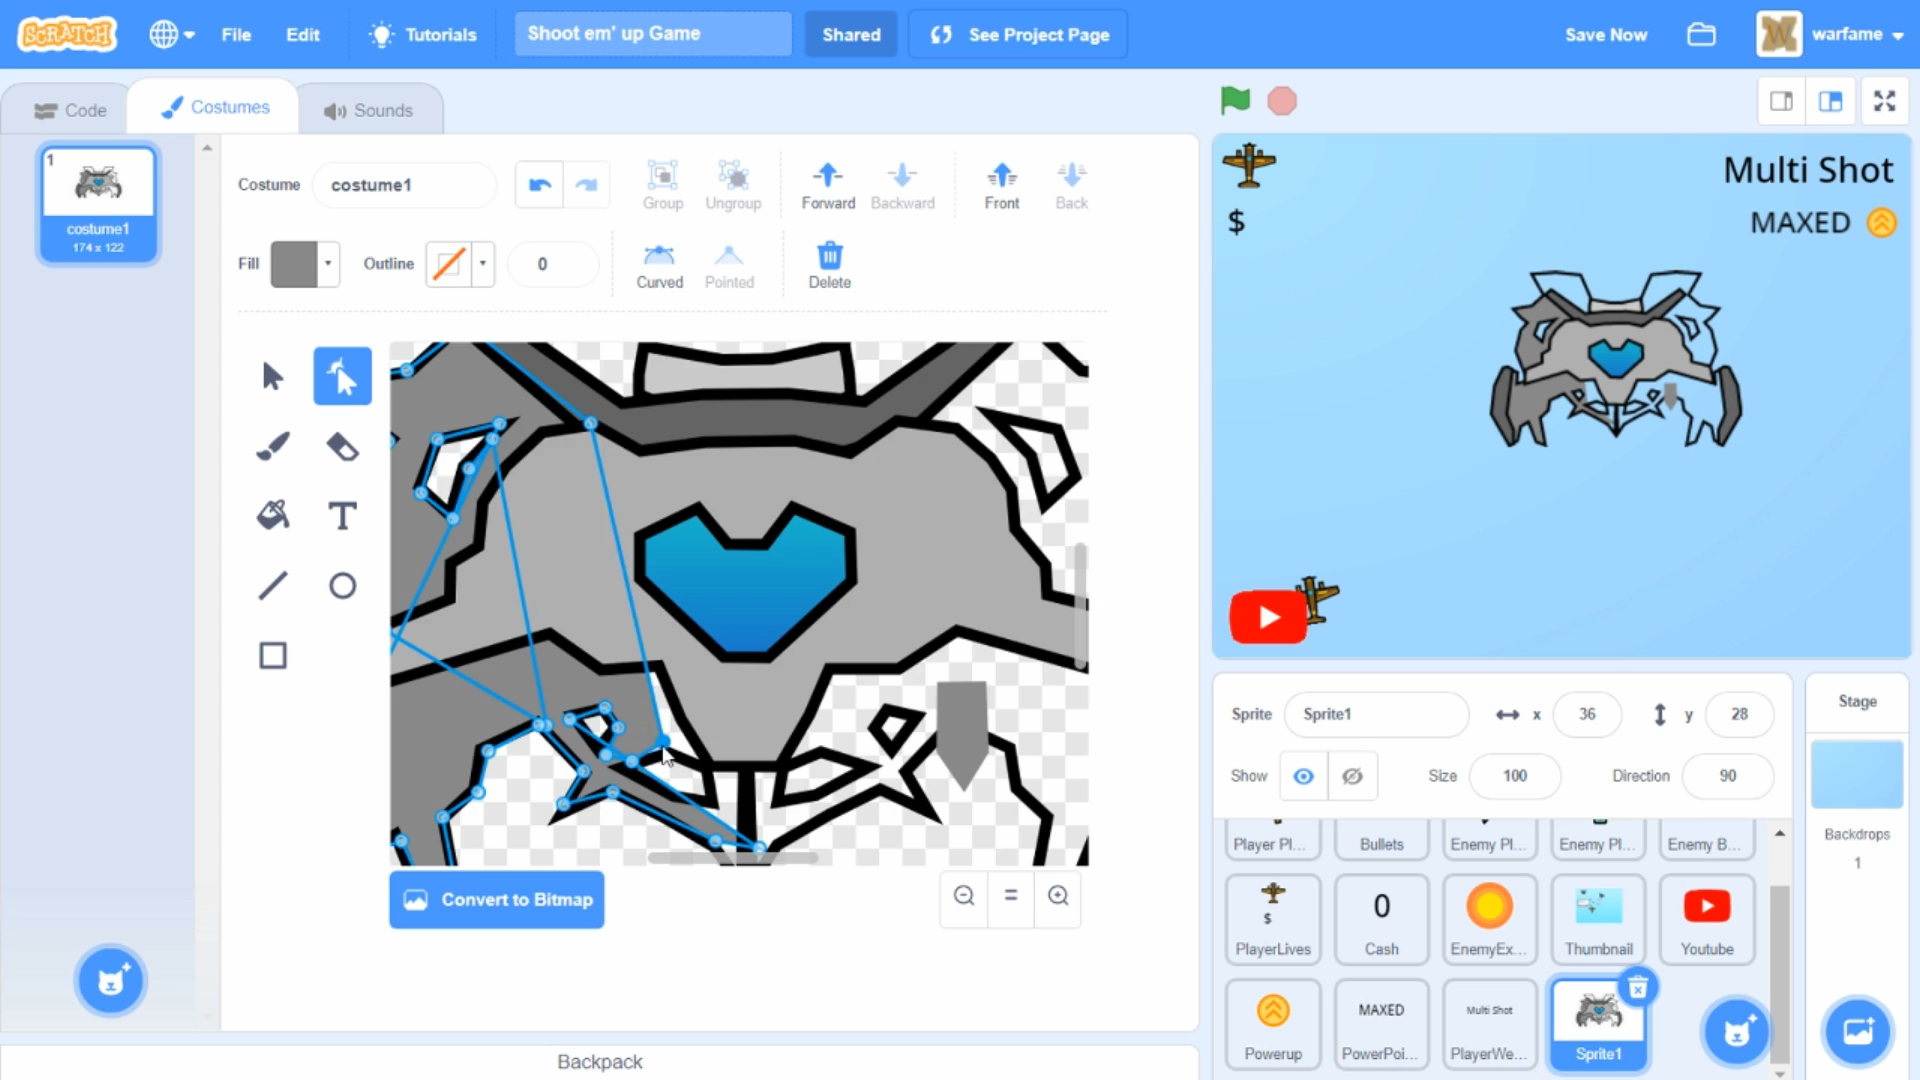 SCRATCH File Edit Tutorials Shoot em' up Game Shared See Project Page Save Now warfame
Code Costumes Sounds
1
costume1
174 x 122
Costume costume1 Group Ungroup Forward Backward Front Back
Fill Outline 0 Curved Pointed Delete
Convert to Bitmap
Backpack
Multi Shot
$ MAXED
Sprite Sprite1 x 36 y 28
Show Size 100 Direction 90
Stage
Backdrops
1
Player Pl... Bullets Enemy Pl... Enemy Pl... Enemy B...
$ 0
PlayerLives Cash EnemyEx... Thumbnail Youtube
MAXED Multi Shot
Powerup PowerPoi... PlayerWe... Sprite1